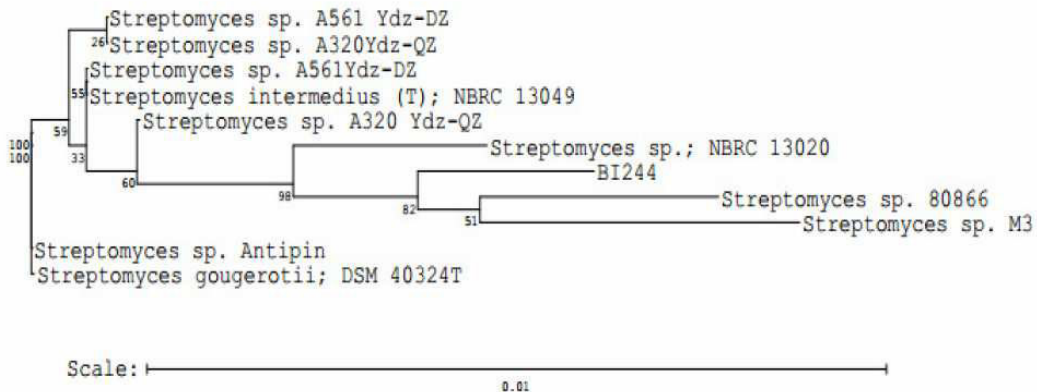 Streptomyces sp. A561 Ydz-DZ
26
Streptomyces sp. A320Ydz-QZ
Streptomyces sp. A561Ydz-DZ
55
Streptomyces intermedius (T); NBRC 13049
Streptomyces sp. A320 Ydz-QZ
59
100
Streptomyces sp.; NBRC 13020
100
33
BI244
60
98
Streptomyces sp. 80866
82
51
Streptomyces sp. M3
Streptomyces sp. Antipin
Streptomyces gougerotii; DSM 40324T
Scale:
0.01